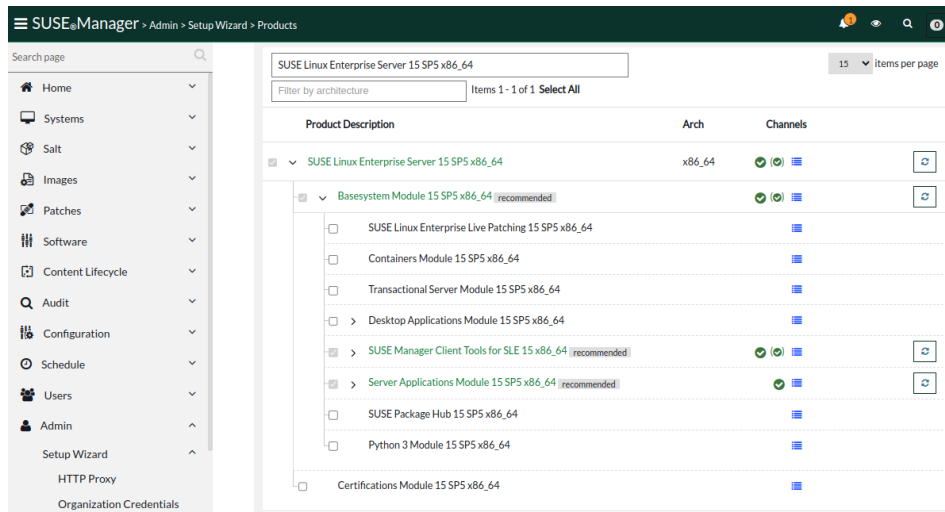 SUSE®Manager > Admin > Setup Wizard > Products
1
0
Search page
Home
Systems
Salt
Images
Patches
Software
Content Lifecycle
Audit
Configuration
Schedule
Users
Admin
Setup Wizard
HTTP Proxy
Organization Credentials
SUSE Linux Enterprise Server 15 SP5 x86_64
15 items per page
Filter by architecture
Items 1 - 1 of 1 Select All
Product Description Arch Channels
SUSE Linux Enterprise Server 15 SP5 x86_64 x86_64
Basesystem Module 15 SP5 x86_64 recommended
SUSE Linux Enterprise Live Patching 15 SP5 x86_64
Containers Module 15 SP5 x86_64
Transactional Server Module 15 SP5 x86_64
Desktop Applications Module 15 SP5 x86_64
SUSE Manager Client Tools for SLE 15 x86_64 recommended
Server Applications Module 15 SP5 x86_64 recommended
SUSE Package Hub 15 SP5 x86_64
Python 3 Module 15 SP5 x86_64
Certifications Module 15 SP5 x86_64